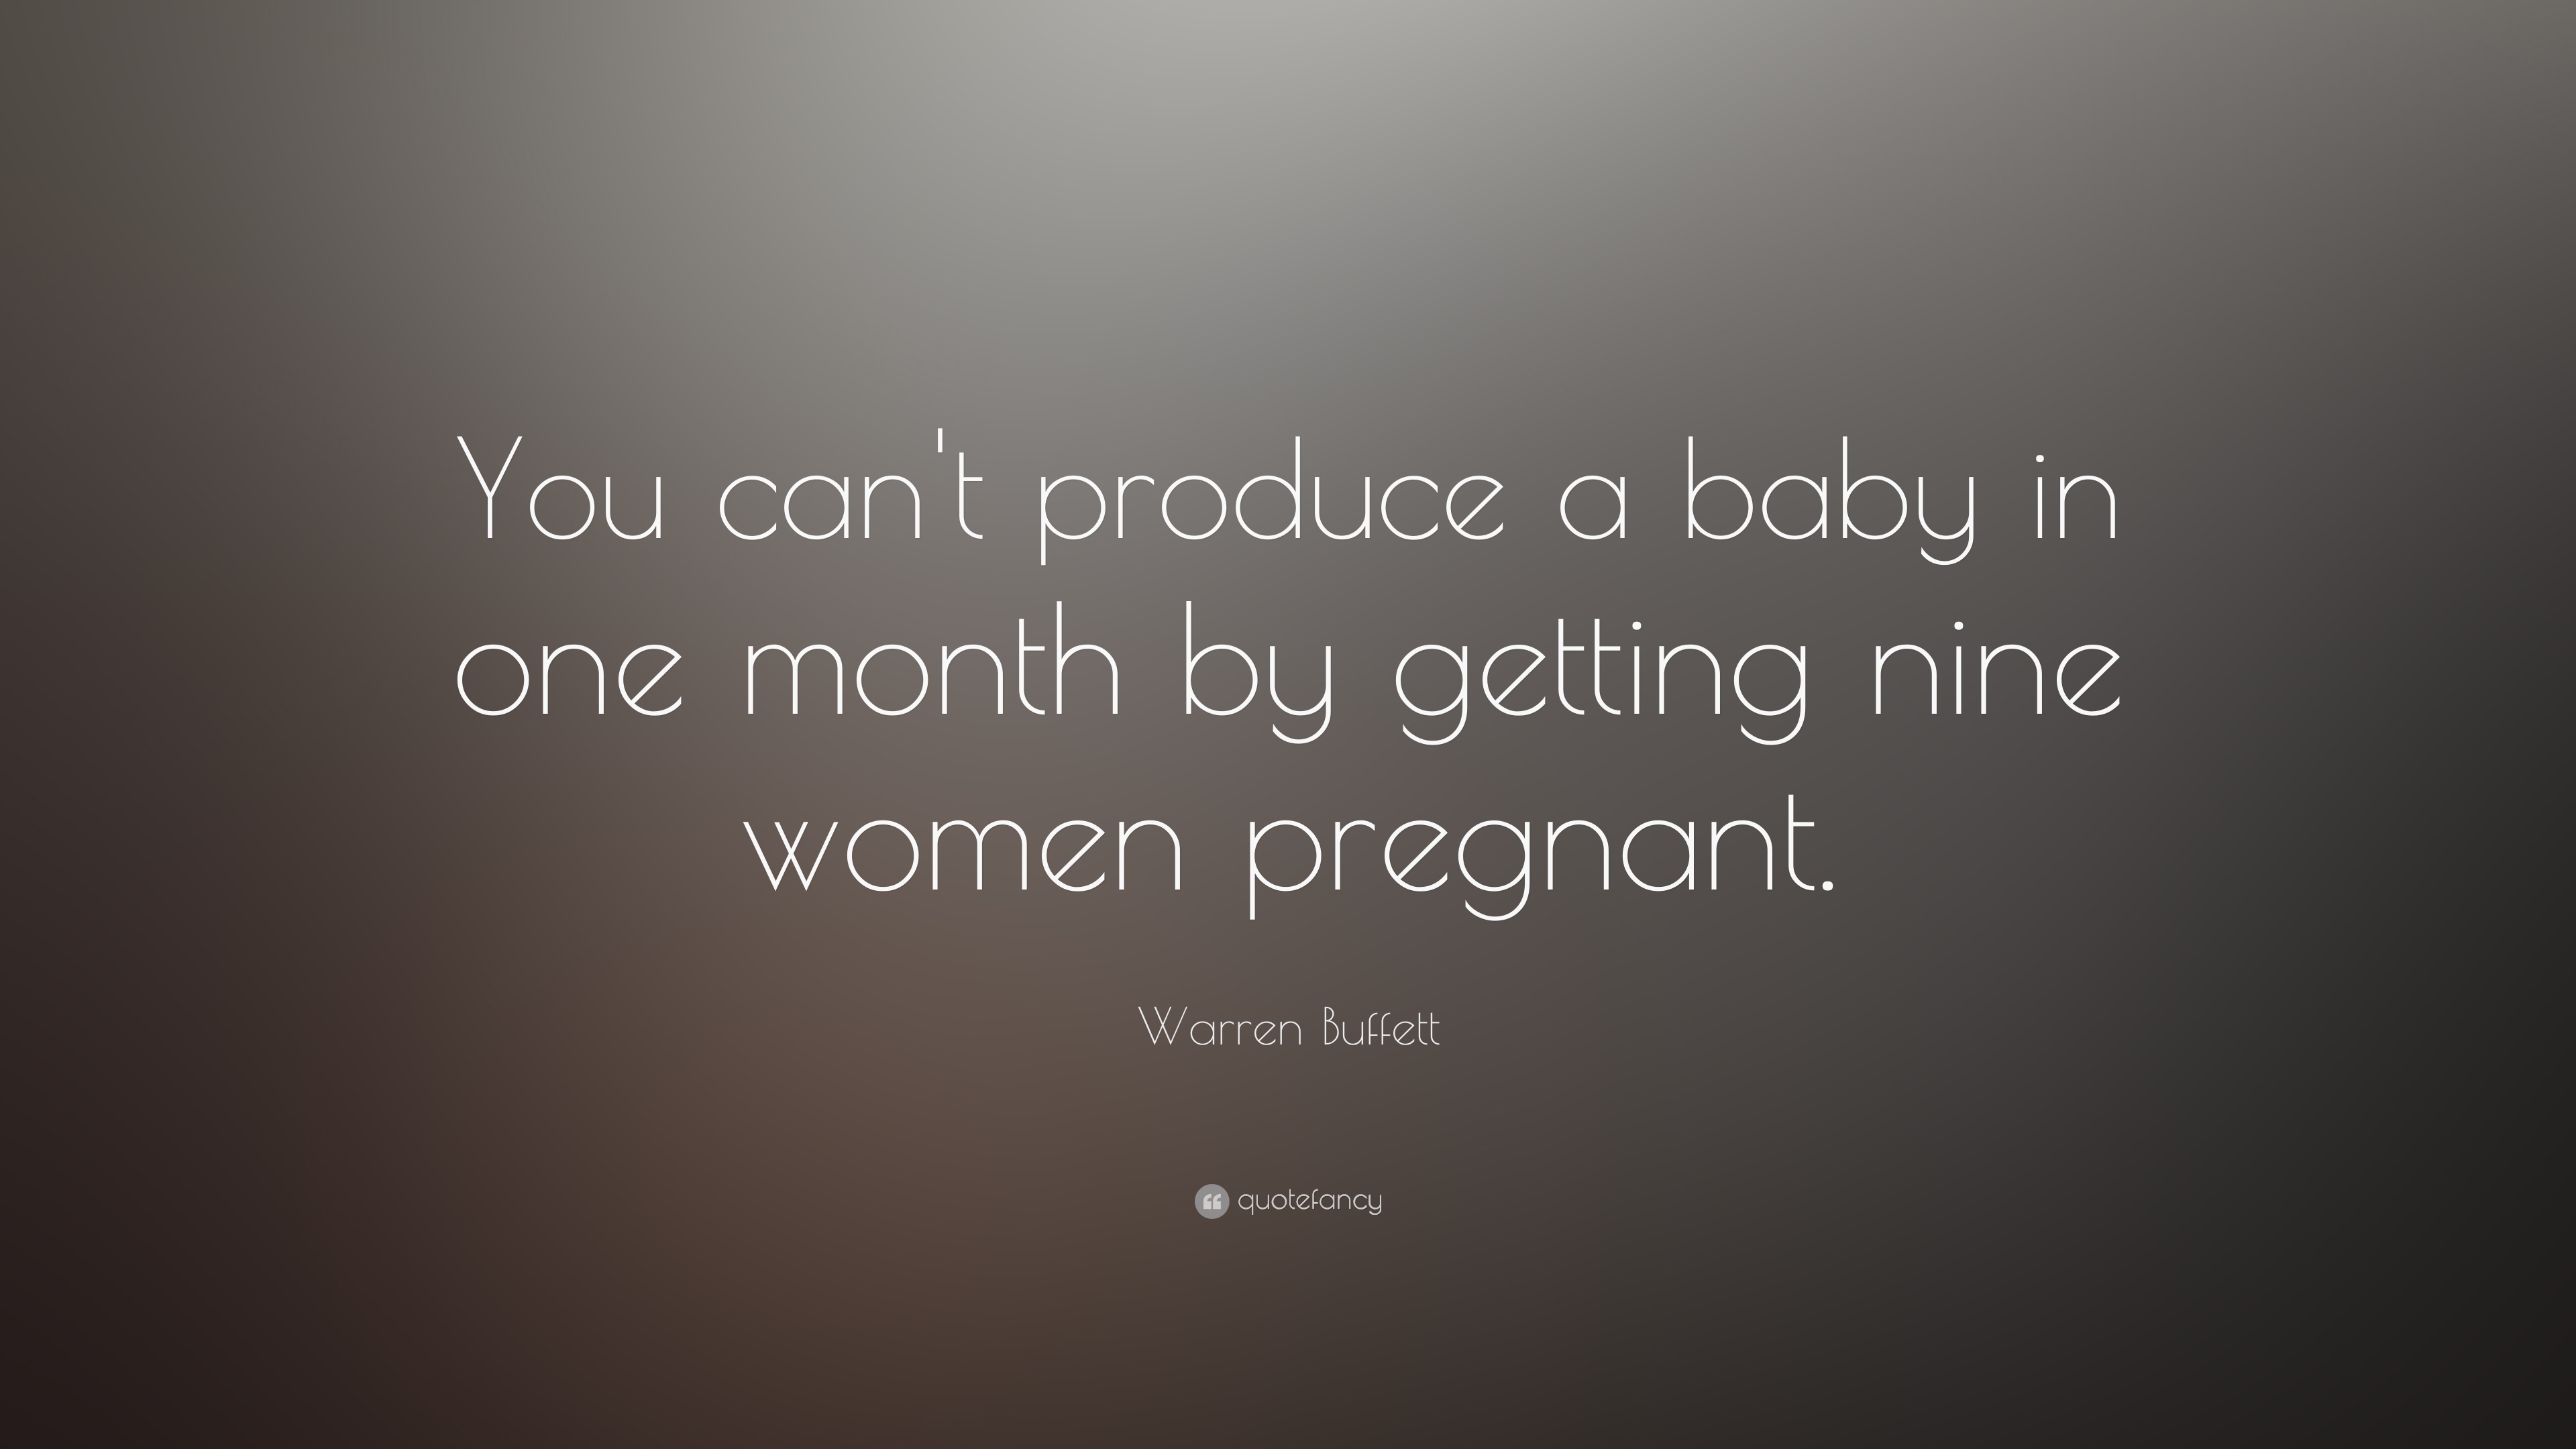 You can't produce a baby in
one month by getting nine
women pregnant.
Warren Buffett
quotefancy